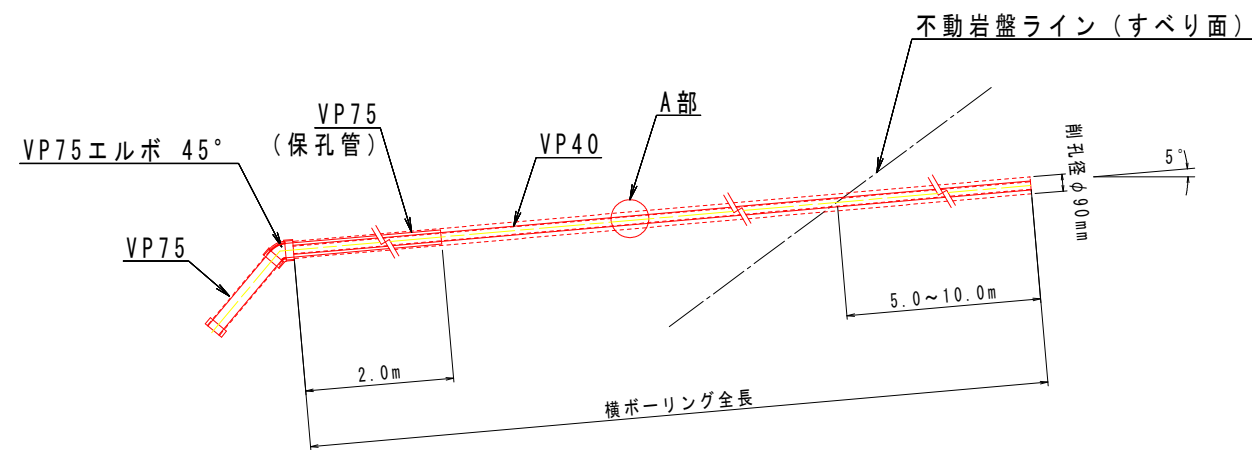 不動岩盤ライン（すべり面）
A部
VP75
（保孔管）
VP40
VP75エルボ 45°
VP75
削孔径φ90mm
5°
5.0～10.0m
2.0m
横ボーリング全長